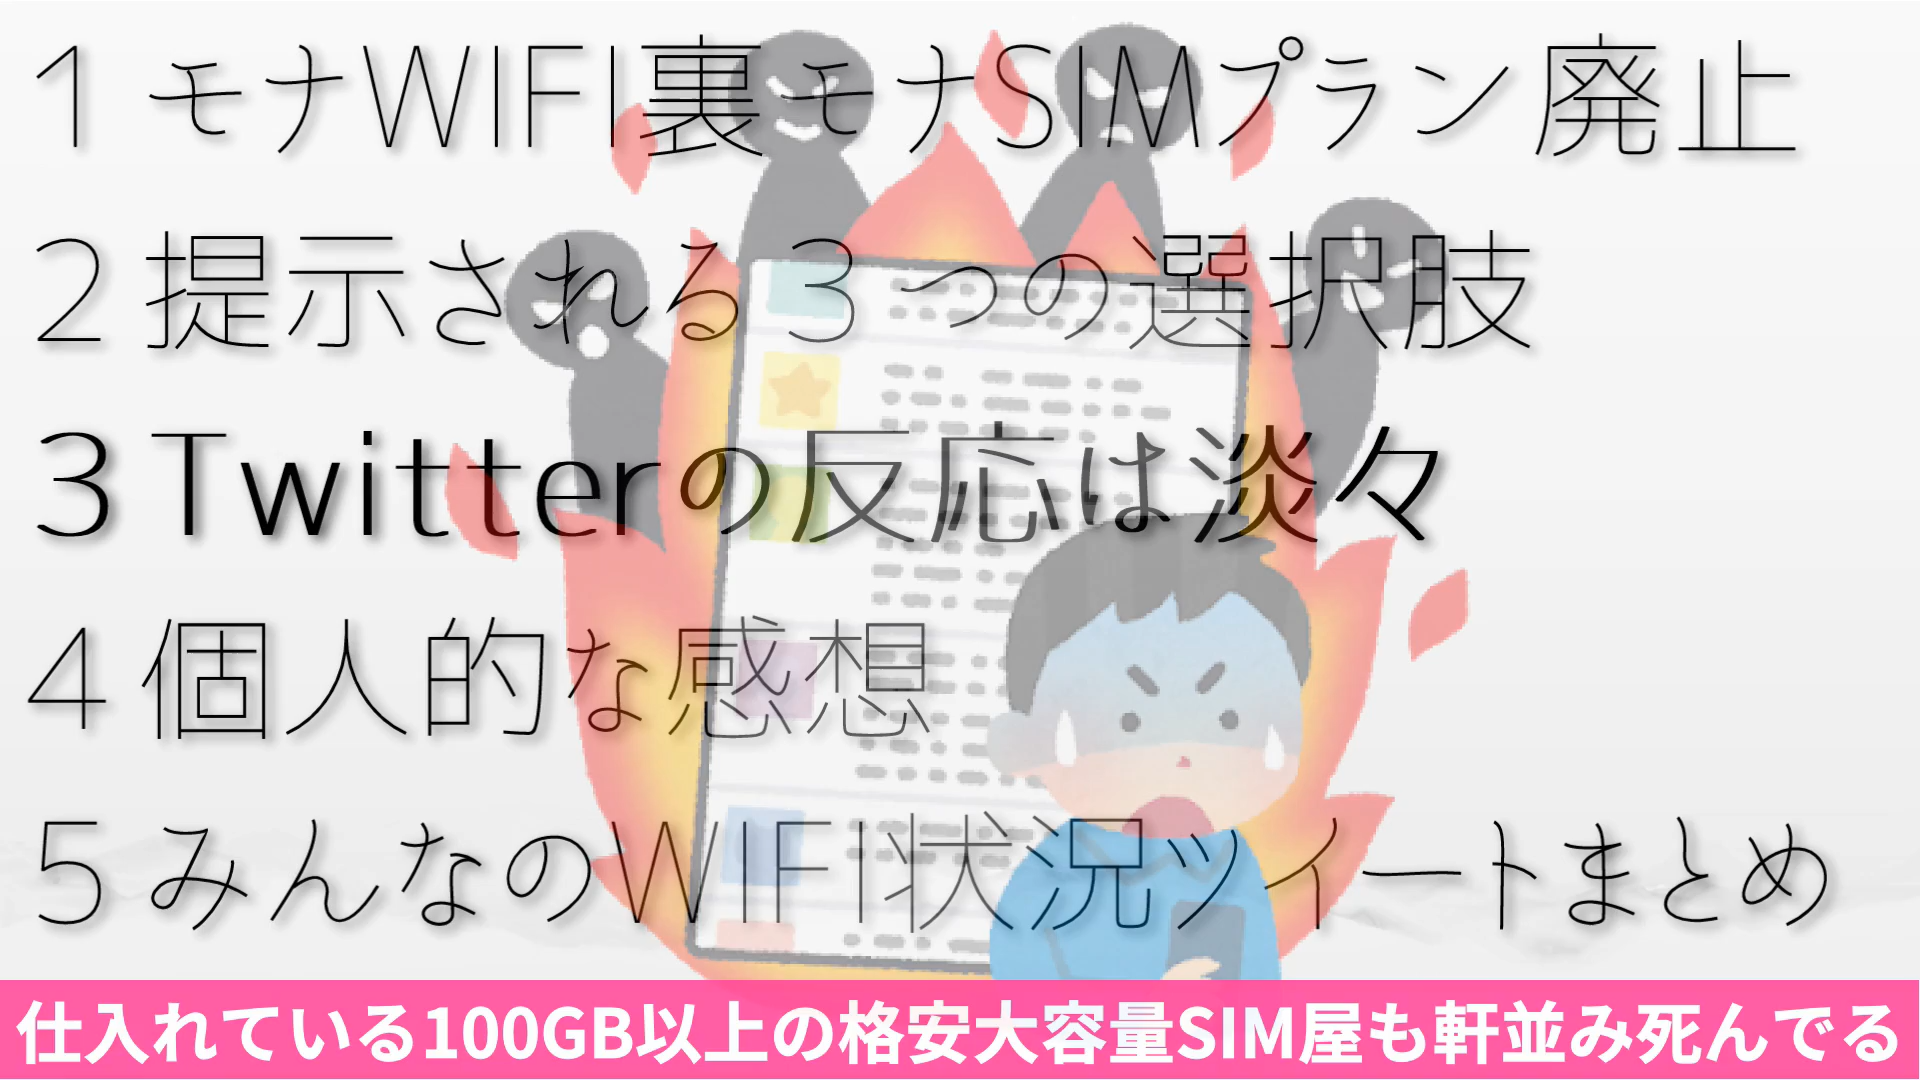 1 モナWIFI裏モナSIMプラン廃止
2 提示される3つの選択肢
3 Twitterの反応は淡々
4 個人的な感想
5 みんなのWIFI状況ツイートまとめ
仕入れている100GB以上の格安大容量SIM屋も軒並み死んでる